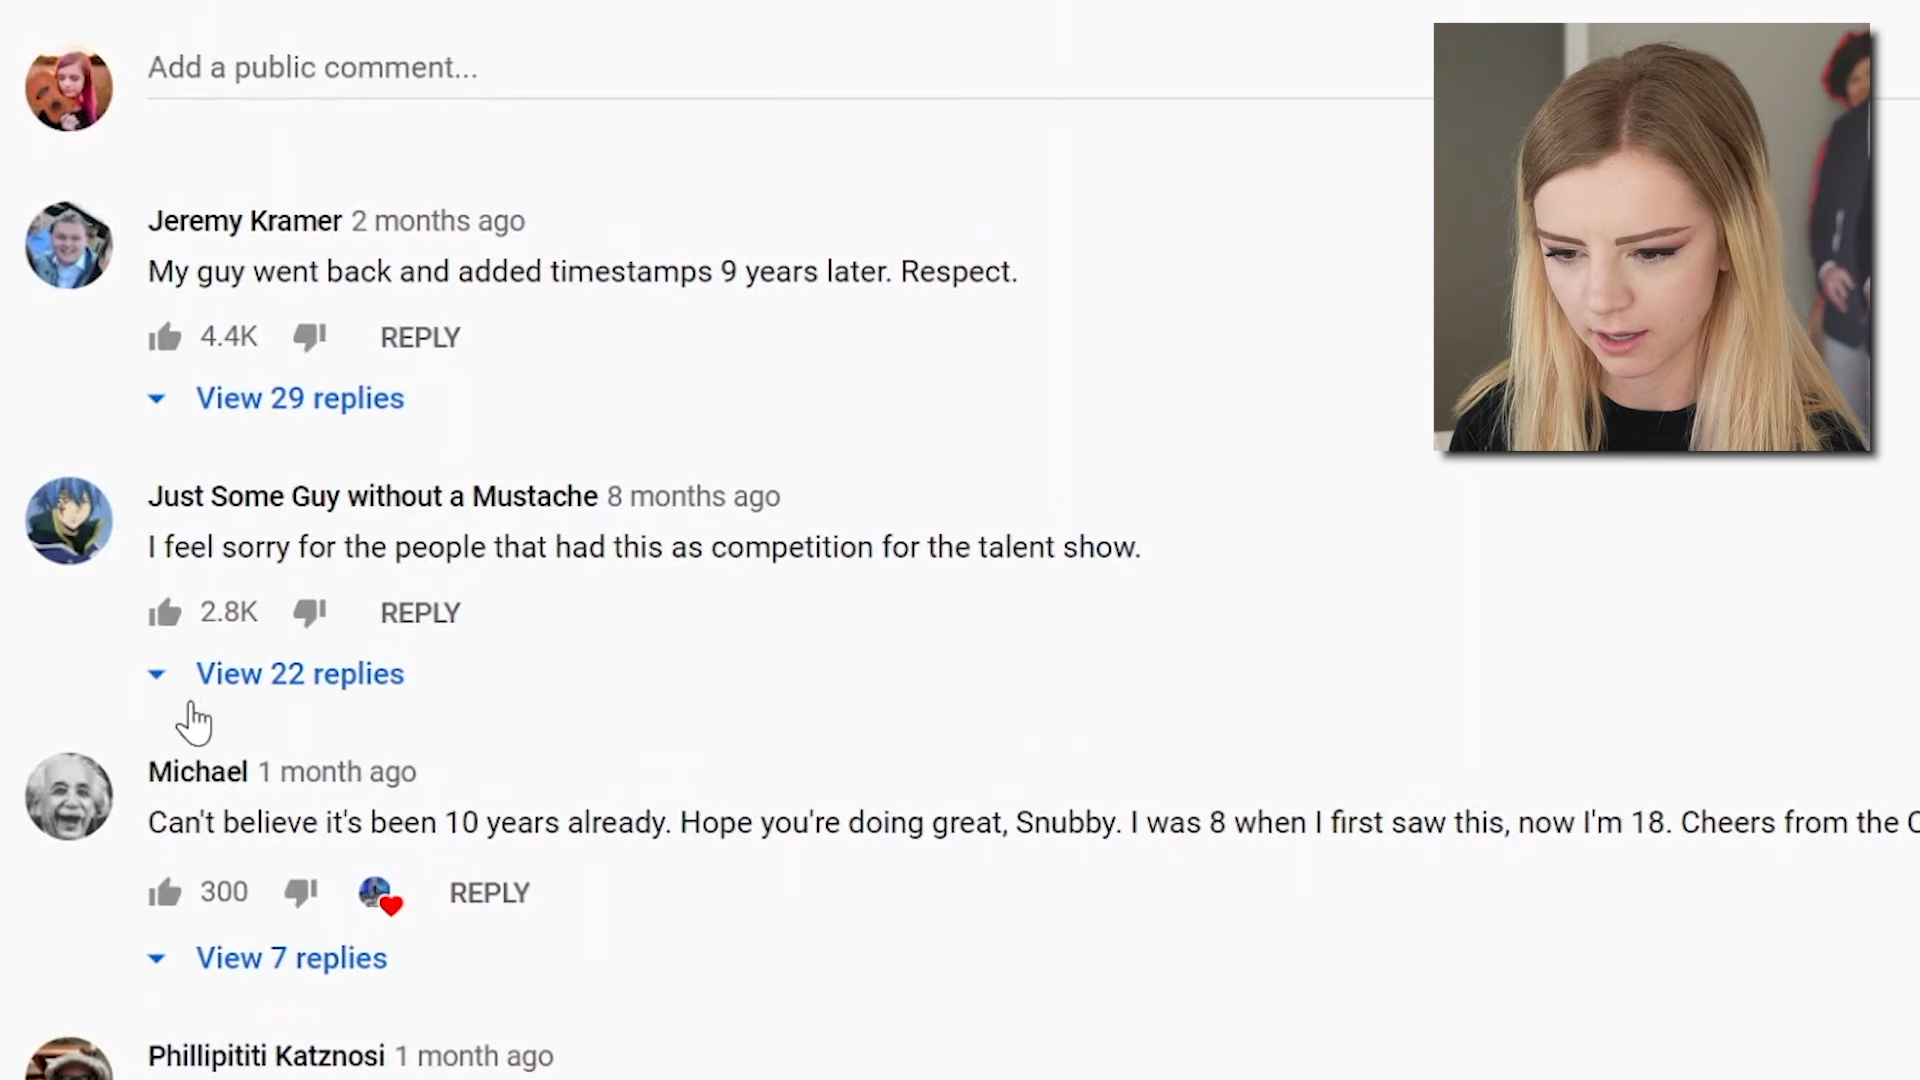 Add a public comment...
Jeremy Kramer 2 months ago
My guy went back and added timestamps 9 years later. Respect.
4.4K REPLY
View 29 replies
Just Some Guy without a Mustache 8 months ago
I feel sorry for the people that had this as competition for the talent show.
2.8K REPLY
View 22 replies
Michael 1 month ago
Can't believe it's been 10 years already. Hope you're doing great, Snubby. I was 8 when I first saw this, now I'm 18. Cheers from the
300 REPLY
View 7 replies
Phillipititi Katznosi 1 month ago